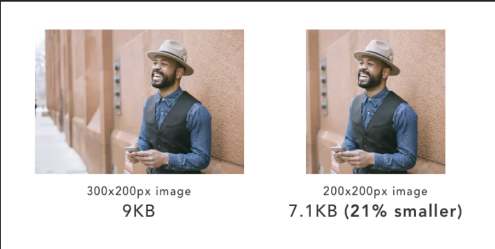 300x200px image
9KB
200x200px image
7.1KB (21% smaller)